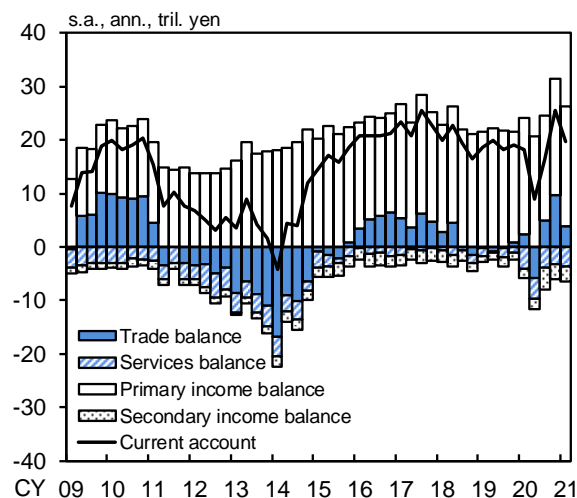 s.a., ann., tril. yen
40
30
20
10
0
-10
-20
-30
-40
Trade balance
Services balance
Primary income balance
Secondary income balance
Current account
CY 09 10 11 12 13 14 15 16 17 18 19 20 21